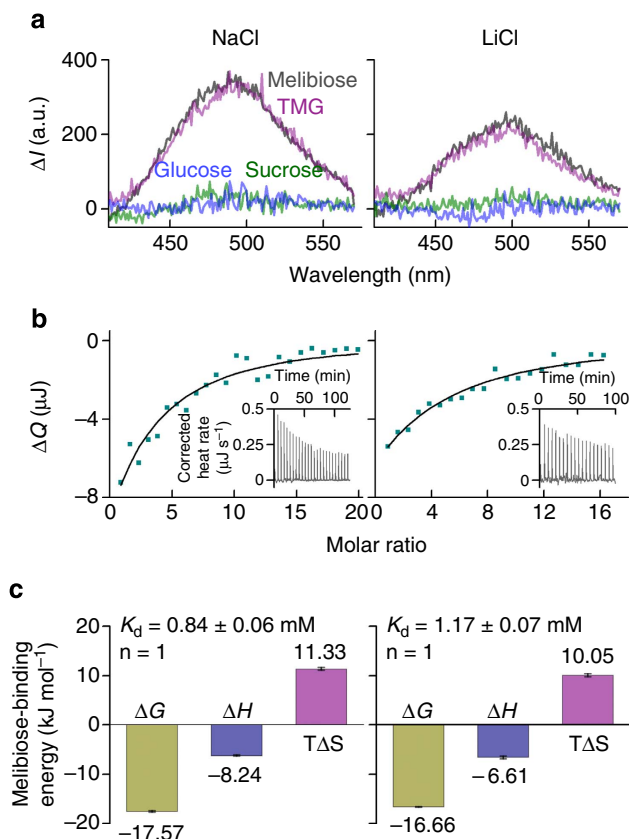 a
NaCl
LiCl
ΔI (a.u.)
400
200
0
Melibiose
TMG
Glucose
Sucrose
450
500
550
450
500
550
Wavelength (nm)
b
ΔQ (μJ)
0
−4
−8
Time (min)
0
50
100
Corrected
heat rate
(μJ s⁻¹)
0.5
0.25
0
Time (min)
0
50
100
0.5
0.25
0
0
5
10
15
20
0
4
8
12
16
Molar ratio
c
Melibiose-binding
energy (kJ mol⁻¹)
20
10
0
−10
−20
Kd = 0.84 ± 0.06 mM
n = 1
11.33
ΔG
ΔH
TΔS
−8.24
−17.57
Kd = 1.17 ± 0.07 mM
n = 1
10.05
ΔG
ΔH
TΔS
−6.61
−16.66